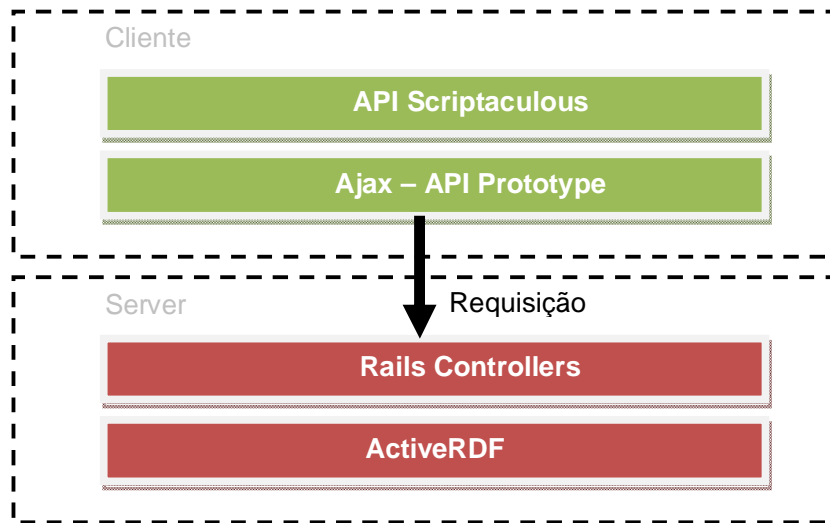 Cliente
API Scriptaculous
Ajax – API Prototype
Server
Requisição
Rails Controllers
ActiveRDF